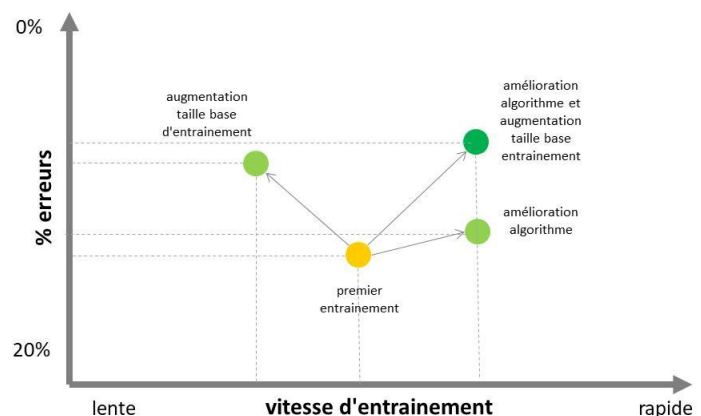 0%
augmentation
taille base
d'entrainement
amélioration
algorithme et
augmentation
taille base
entrainement
% erreurs
amélioration
algorithme
premier
entrainement
20%
lente
vitesse d'entrainement
rapide